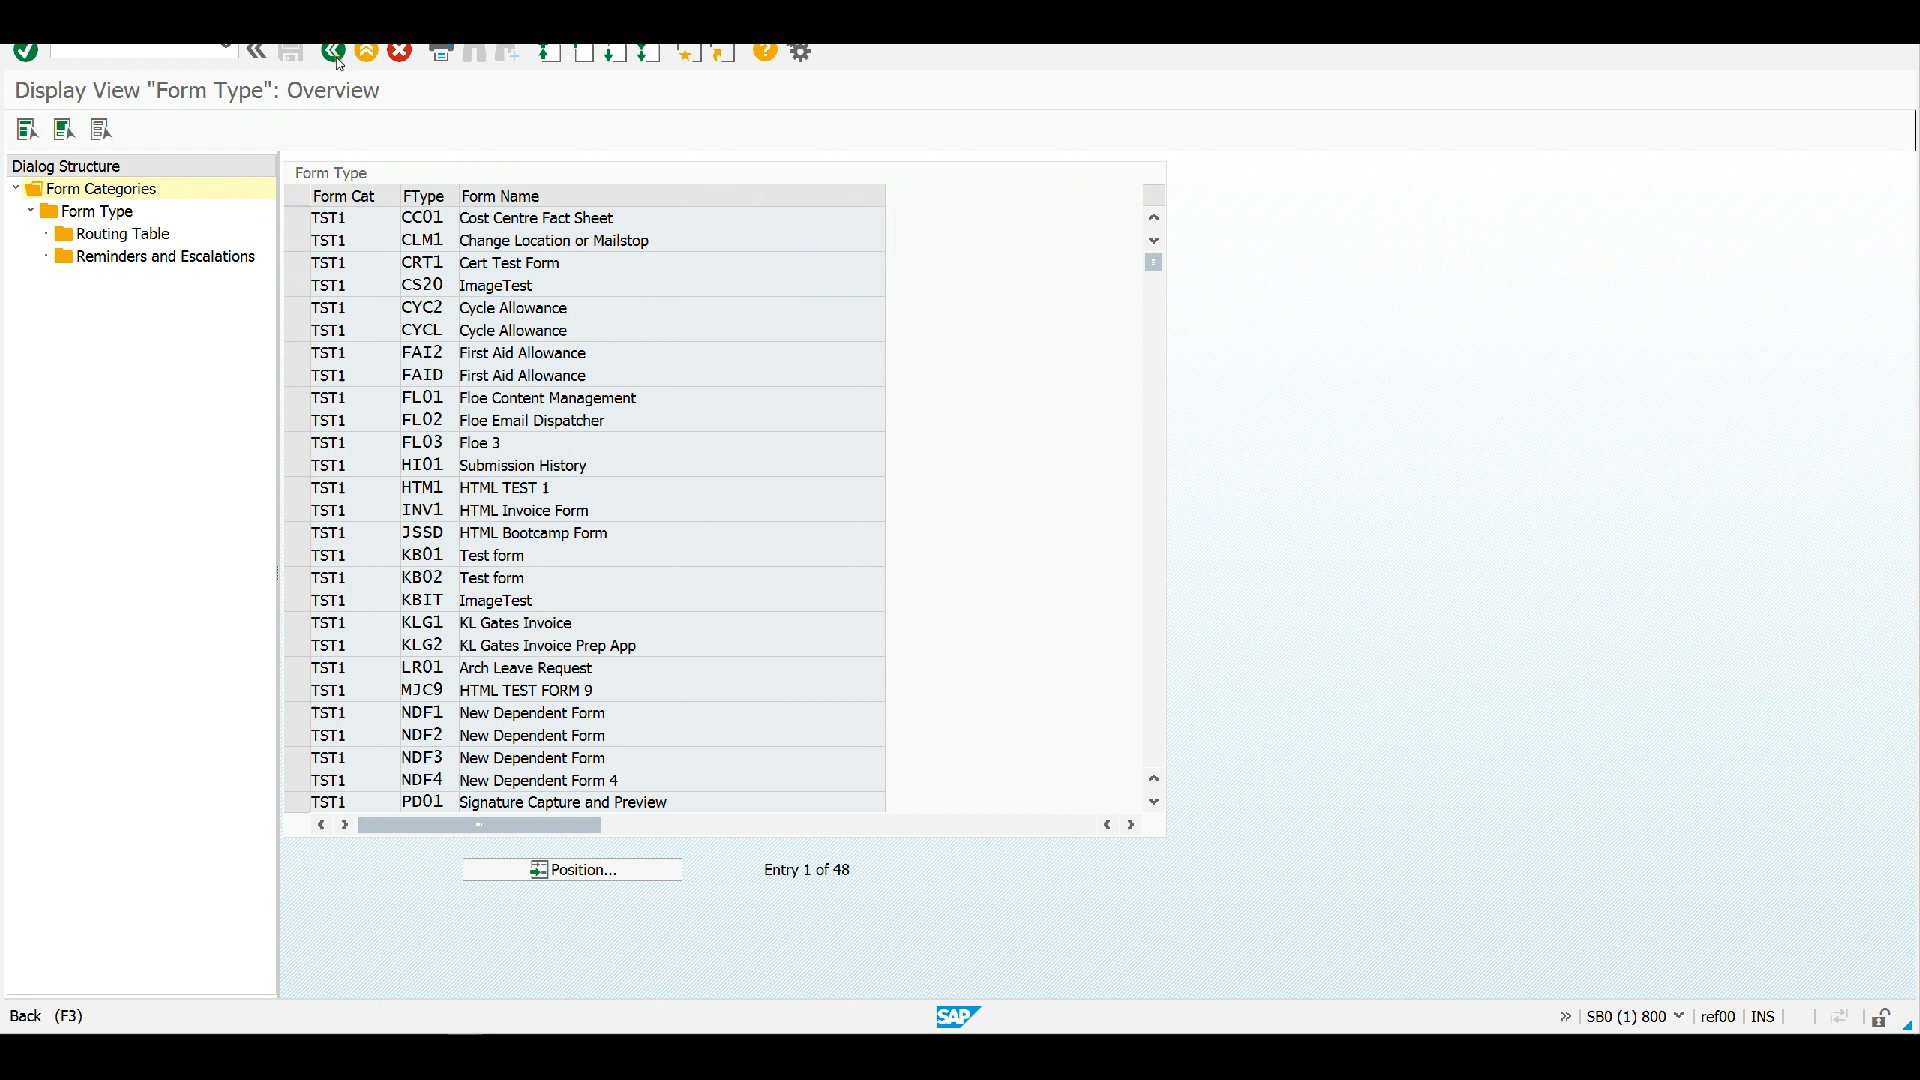 Display View "Form Type": Overview
Dialog Structure
Form Categories
Form Type
Routing Table
Reminders and Escalations
Form Type
Form Cat FType Form Name
TST1 CC01 Cost Centre Fact Sheet
TST1 CLM1 Change Location or Mailstop
TST1 CRT1 Cert Test Form
TST1 CS20 ImageTest
TST1 CYC2 Cycle Allowance
TST1 CYCL Cycle Allowance
TST1 FAI2 First Aid Allowance
TST1 FAID First Aid Allowance
TST1 FL01 Floe Content Management
TST1 FL02 Floe Email Dispatcher
TST1 FL03 Floe 3
TST1 HI01 Submission History
TST1 HTM1 HTML TEST 1
TST1 INV1 HTML Invoice Form
TST1 JSSD HTML Bootcamp Form
TST1 KB01 Test form
TST1 KB02 Test form
TST1 KBIT ImageTest
TST1 KLG1 KL Gates Invoice
TST1 KLG2 KL Gates Invoice Prep App
TST1 LR01 Arch Leave Request
TST1 MJC9 HTML TEST FORM 9
TST1 NDF1 New Dependent Form
TST1 NDF2 New Dependent Form
TST1 NDF3 New Dependent Form
TST1 NDF4 New Dependent Form 4
TST1 PD01 Signature Capture and Preview
Position... Entry 1 of 48
Back (F3) SAP SB0 (1) 800 ref00 INS